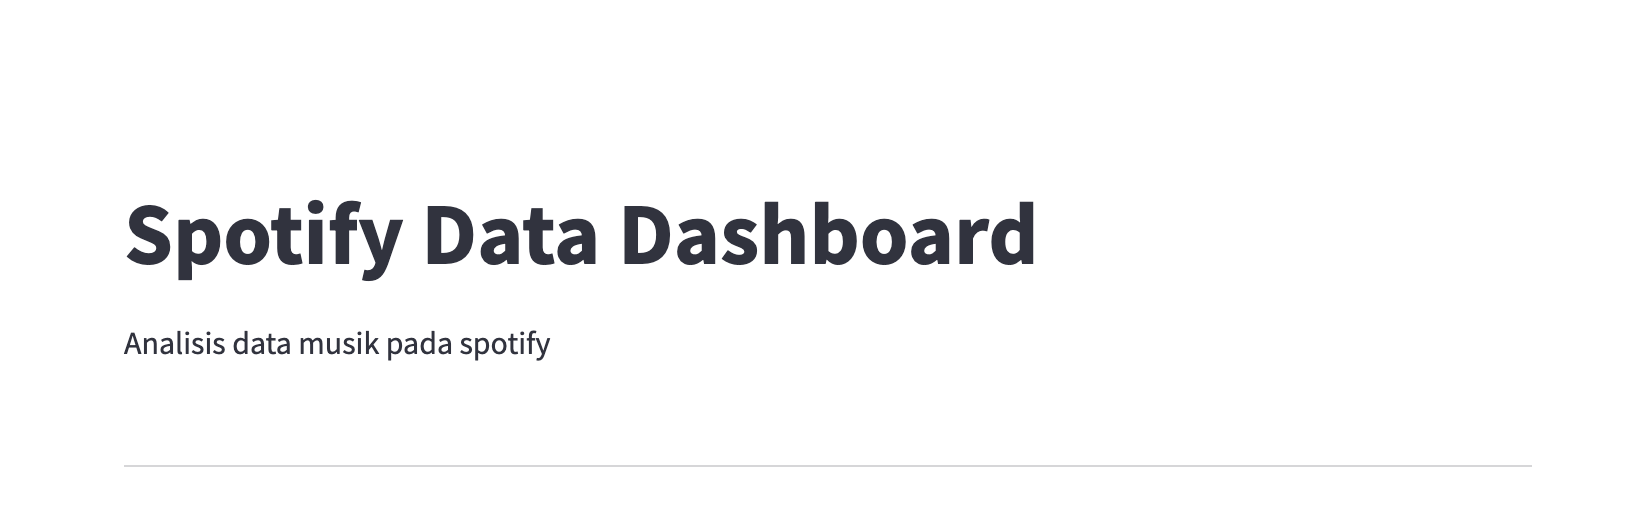 Spotify Data Dashboard
Analisis data musik pada spotify